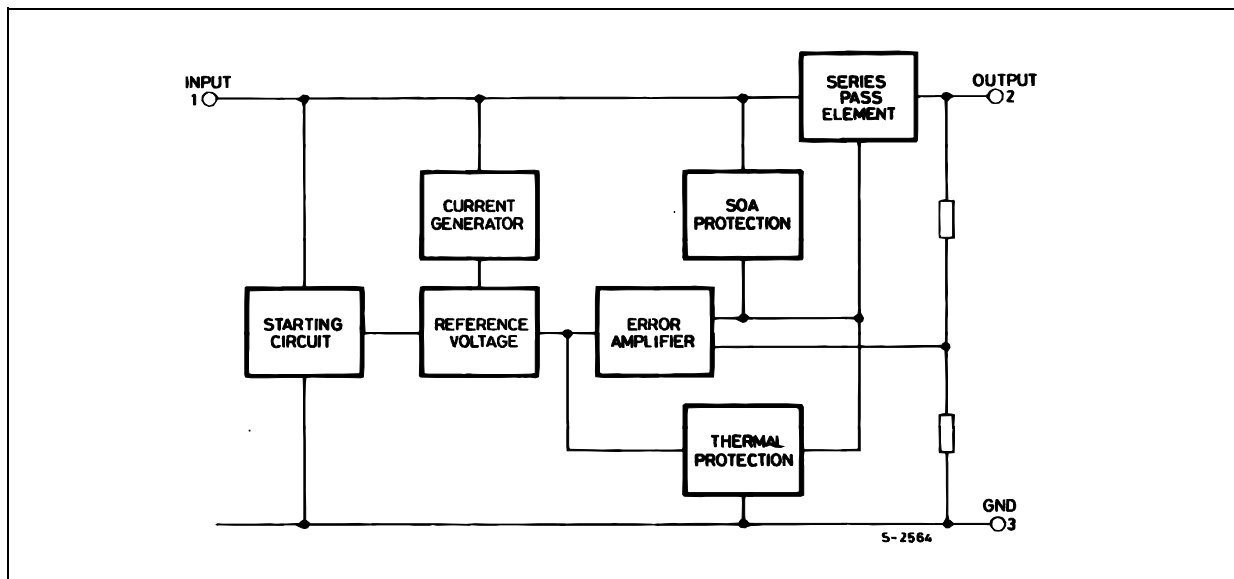 INPUT
1
SERIES
PASS
ELEMENT
OUTPUT
2
CURRENT
GENERATOR
SOA
PROTECTION
STARTING
CIRCUIT
REFERENCE
VOLTAGE
ERROR
AMPLIFIER
THERMAL
PROTECTION
GND
3
S-2564